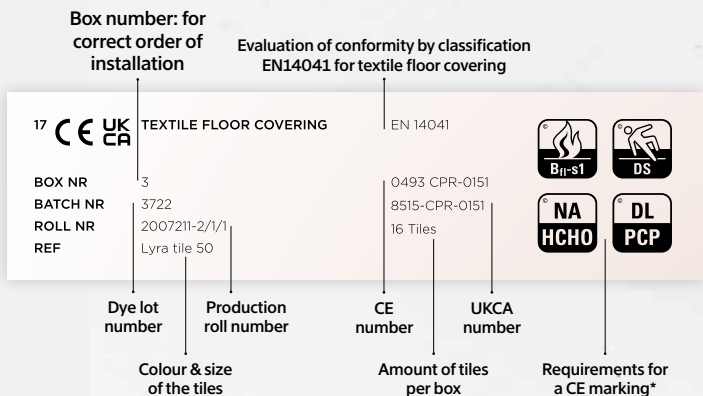 Box number: for
correct order of
installation
Evaluation of conformity by classification
EN14041 for textile floor covering
17 CE UK CA TEXTILE FLOOR COVERING EN 14041
BOX NR 3 0493 CPR-0151
BATCH NR 3722 8515-CPR-0151
ROLL NR 2007211-2/1/1 16 Tiles
REF Lyra tile 50
© Bfl-s1
© DS
© NA
HCHO
© DL
PCP
Dye lot
number
Production
roll number
CE
number
UKCA
number
Colour & size
of the tiles
Amount of tiles
per box
Requirements for
a CE marking*